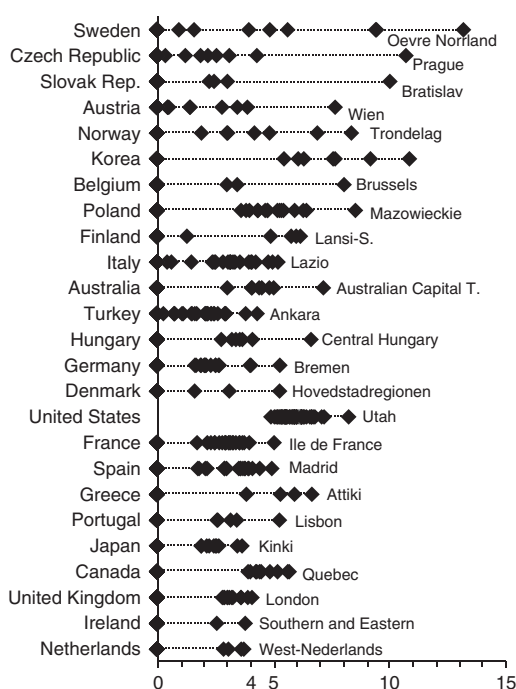 Sweden
Oevre Norrland
Czech Republic
Prague
Slovak Rep.
Bratislav
Austria
Wien
Norway Trondelag
Korea
Belgium Brussels
Poland Mazowieckie
Finland Lansi-S.
Italy Lazio
Australia Australian Capital T.
Turkey Ankara
Hungary Central Hungary
Germany Bremen
Denmark Hovedstadregionen
United States Utah
France Ile de France
Spain Madrid
Greece Attiki
Portugal Lisbon
Japan Kinki
Canada Quebec
United Kingdom London
Ireland Southern and Eastern
Netherlands West-Nederlands
0 4 5 10 15